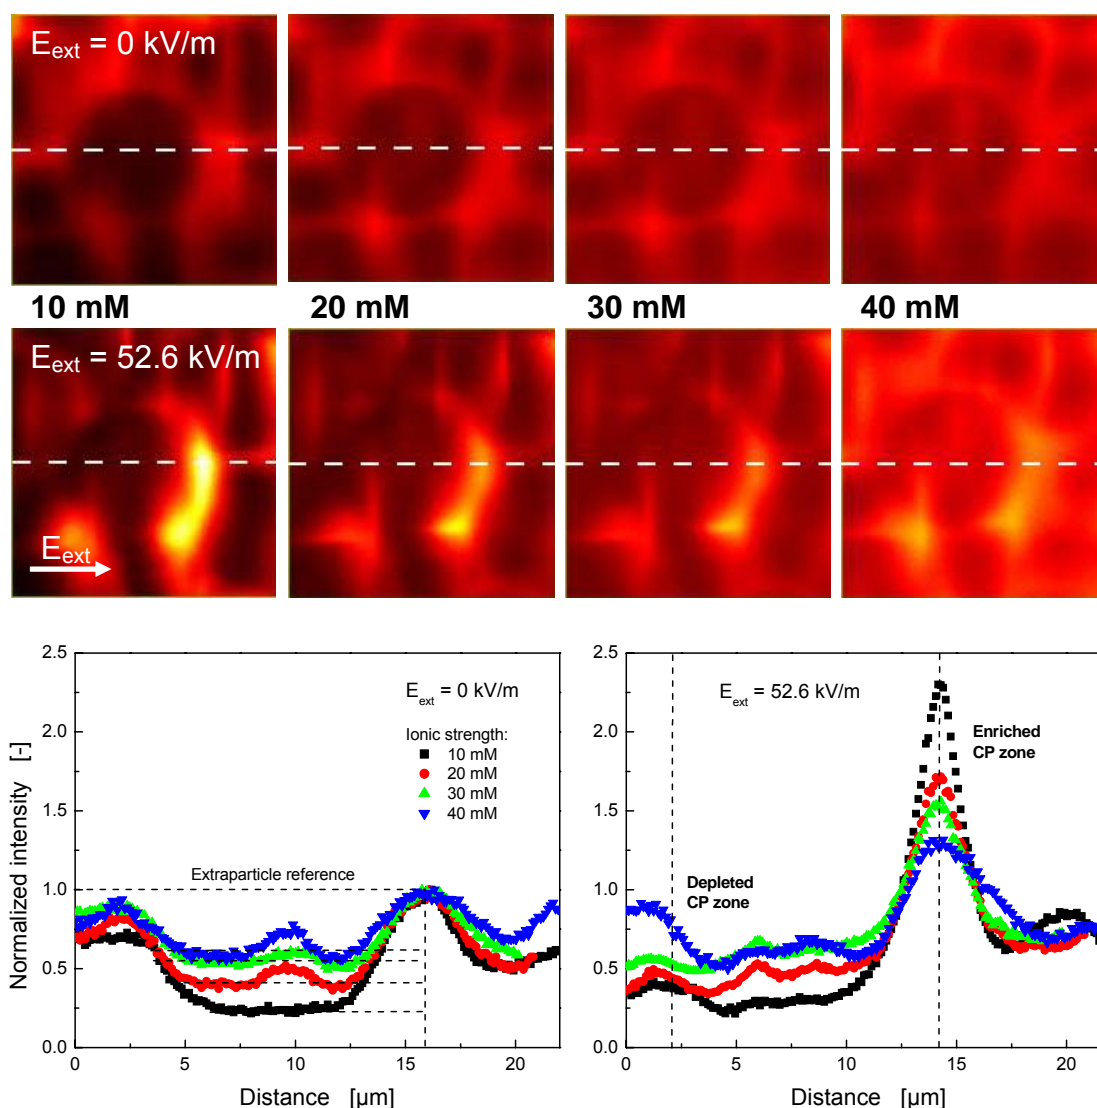 E_ext = 0 kV/m
10 mM 20 mM 30 mM 40 mM
E_ext = 52.6 kV/m
E_ext
Normalized intensity [-]
2.5
2.0
1.5
1.0
0.5
0.0
E_ext = 0 kV/m
Ionic strength:
10 mM
20 mM
30 mM
40 mM
Extraparticle reference
0 5 10 15 20
Distance [µm]
2.5
2.0
1.5
1.0
0.5
0.0
E_ext = 52.6 kV/m
Enriched
CP zone
Depleted
CP zone
0 5 10 15 20
Distance [µm]